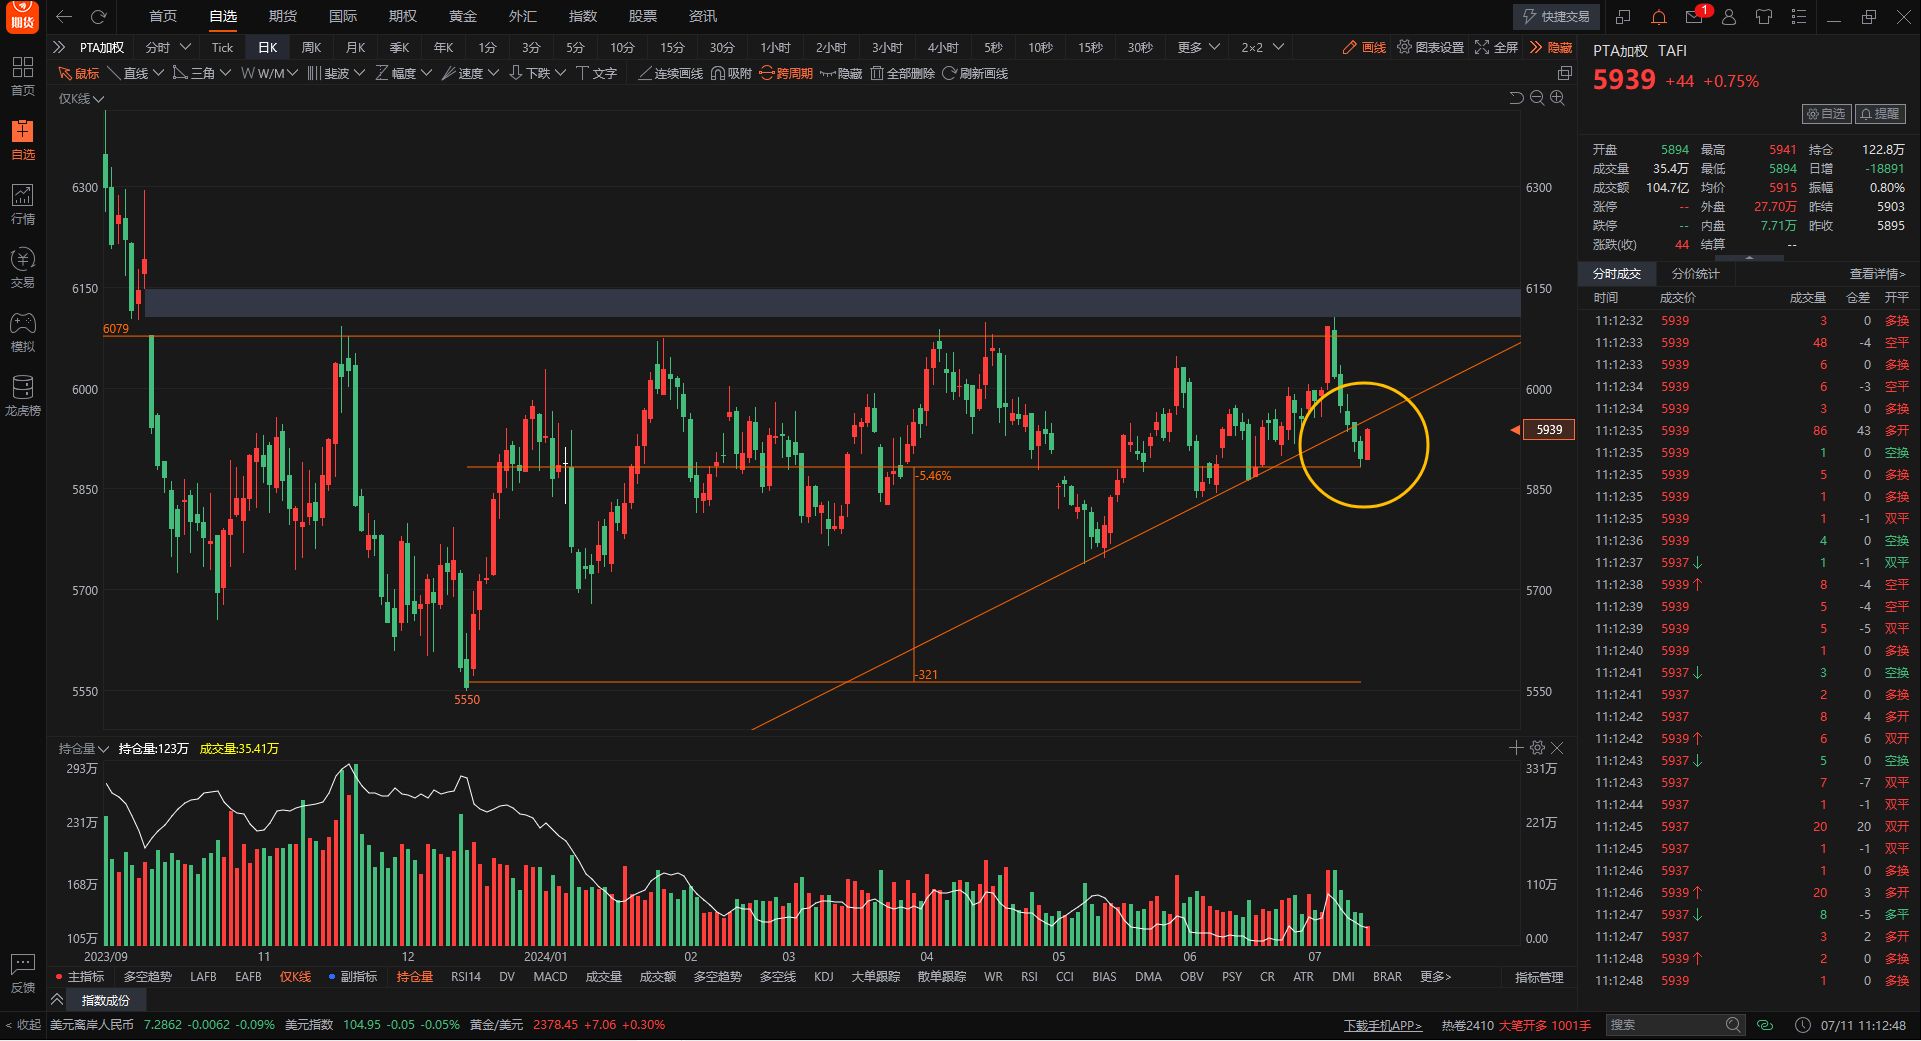 期货 首页 自选 期货 国际 期权 黄金 外汇 指数 股票 资讯 快捷交易 1
PTA加权 分时 Tick 日K 周K 月K 季K 年K 1分 3分 5分 10分 15分 30分 1小时 2小时 3小时 4小时 5秒 10秒 15秒 30秒 更多 2×2 画线 图表设置 全屏 隐藏
鼠标 直线 三角 W/M 斐波 幅度 速度 下跌 文字 连续画线 吸附 跨周期 隐藏 全部删除 刷新画线
首页
自选
行情
交易
模拟
龙虎榜
反馈
< 收起
仅K线
6300 6300
6150 6150
6079
6000 6000
5939
-5.46%
5850 5850
5700 5700
-321
5550 5550
5550
持仓量 持仓量:123万 成交量:35.41万
293万 331万
231万 221万
168万 110万
105万 0.00
2023/09 11 12 2024/01 02 03 04 05 06 07
主指标 多空趋势 LAFB EAFB 仅K线 副指标 持仓量 RSI14 DV MACD 成交量 成交额 多空趋势 多空线 KDJ 大单跟踪 散单跟踪 WR RSI CCI BIAS DMA OBV PSY CR ATR DMI BRAR 更多> 指标管理
指数成份
PTA加权 TAFI
5939 +44 +0.75%
自选 提醒
开盘 5894 最高 5941 持仓 122.8万
成交量 35.4万 最低 5894 日增 -18891
成交额 104.7亿 均价 5915 振幅 0.80%
涨停 -- 外盘 27.70万 昨结 5903
跌停 -- 内盘 7.71万 昨收 5895
涨跌(收) 44 结算 --
分时成交 分价统计 查看详情>
时间 成交价 成交量 仓差 开平
11:12:32 5939 3 0 多换
11:12:33 5939 48 -4 空平
11:12:33 5939 6 0 多换
11:12:34 5939 6 -3 空平
11:12:34 5939 3 0 多换
11:12:35 5939 86 43 多开
11:12:35 5939 1 0 空换
11:12:35 5939 5 0 多换
11:12:35 5939 1 0 多换
11:12:35 5939 1 -1 双平
11:12:36 5939 4 0 空换
11:12:37 5937↓ 1 -1 双平
11:12:38 5939↑ 8 -4 空平
11:12:39 5939 5 -4 空平
11:12:39 5939 5 -5 双平
11:12:40 5939 1 0 多换
11:12:41 5937↓ 3 0 空换
11:12:41 5937 2 0 多换
11:12:42 5937 8 4 多开
11:12:42 5939↑ 6 6 双开
11:12:43 5937↓ 5 0 空换
11:12:43 5937 7 -7 双平
11:12:44 5937 1 -1 双平
11:12:45 5937 20 20 双开
11:12:45 5937 1 -1 双平
11:12:46 5937 1 0 多换
11:12:46 5939↑ 20 3 多开
11:12:47 5937↓ 8 -5 多平
11:12:47 5937 3 2 多开
11:12:48 5939↑ 2 0 多换
11:12:48 5939 1 0 多换
美元离岸人民币 7.2862 -0.0062 -0.09% 美元指数 104.95 -0.05 -0.05% 黄金/美元 2378.45 +7.06 +0.30% 下载手机APP> 热卷2410 大笔开多 1001手 搜索 07/11 11:12:48